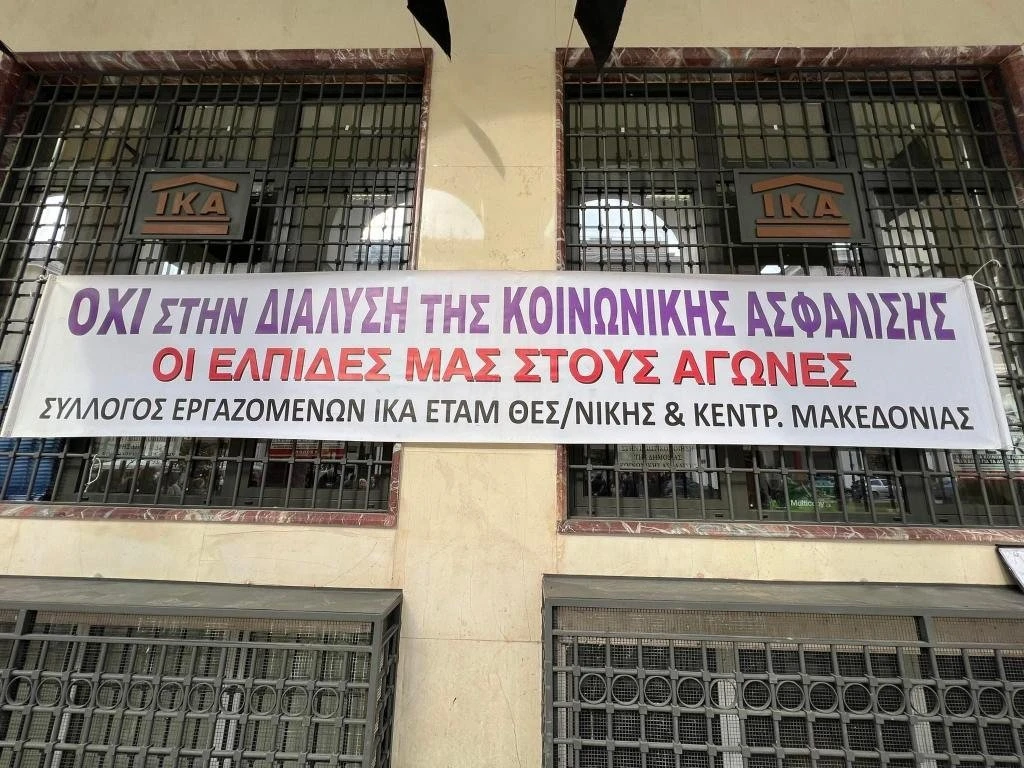 ΙΚΑ
ΙΚΑ
ΟΧΙ ΣΤΗΝ ΔΙΑΛΥΣΗ ΤΗΣ ΚΟΙΝΩΝΙΚΗΣ ΑΣΦΑΛΙΣΗΣ
ΟΙ ΕΛΠΙΔΕΣ ΜΑΣ ΣΤΟΥΣ ΑΓΩΝΕΣ
ΣΥΛΛΟΓΟΣ ΕΡΓΑΖΟΜΕΝΩΝ ΙΚΑ ΕΤΑΜ ΘΕΣ/ΝΙΚΗΣ & ΚΕΝΤΡ. ΜΑΚΕΔΟΝΙΑΣ